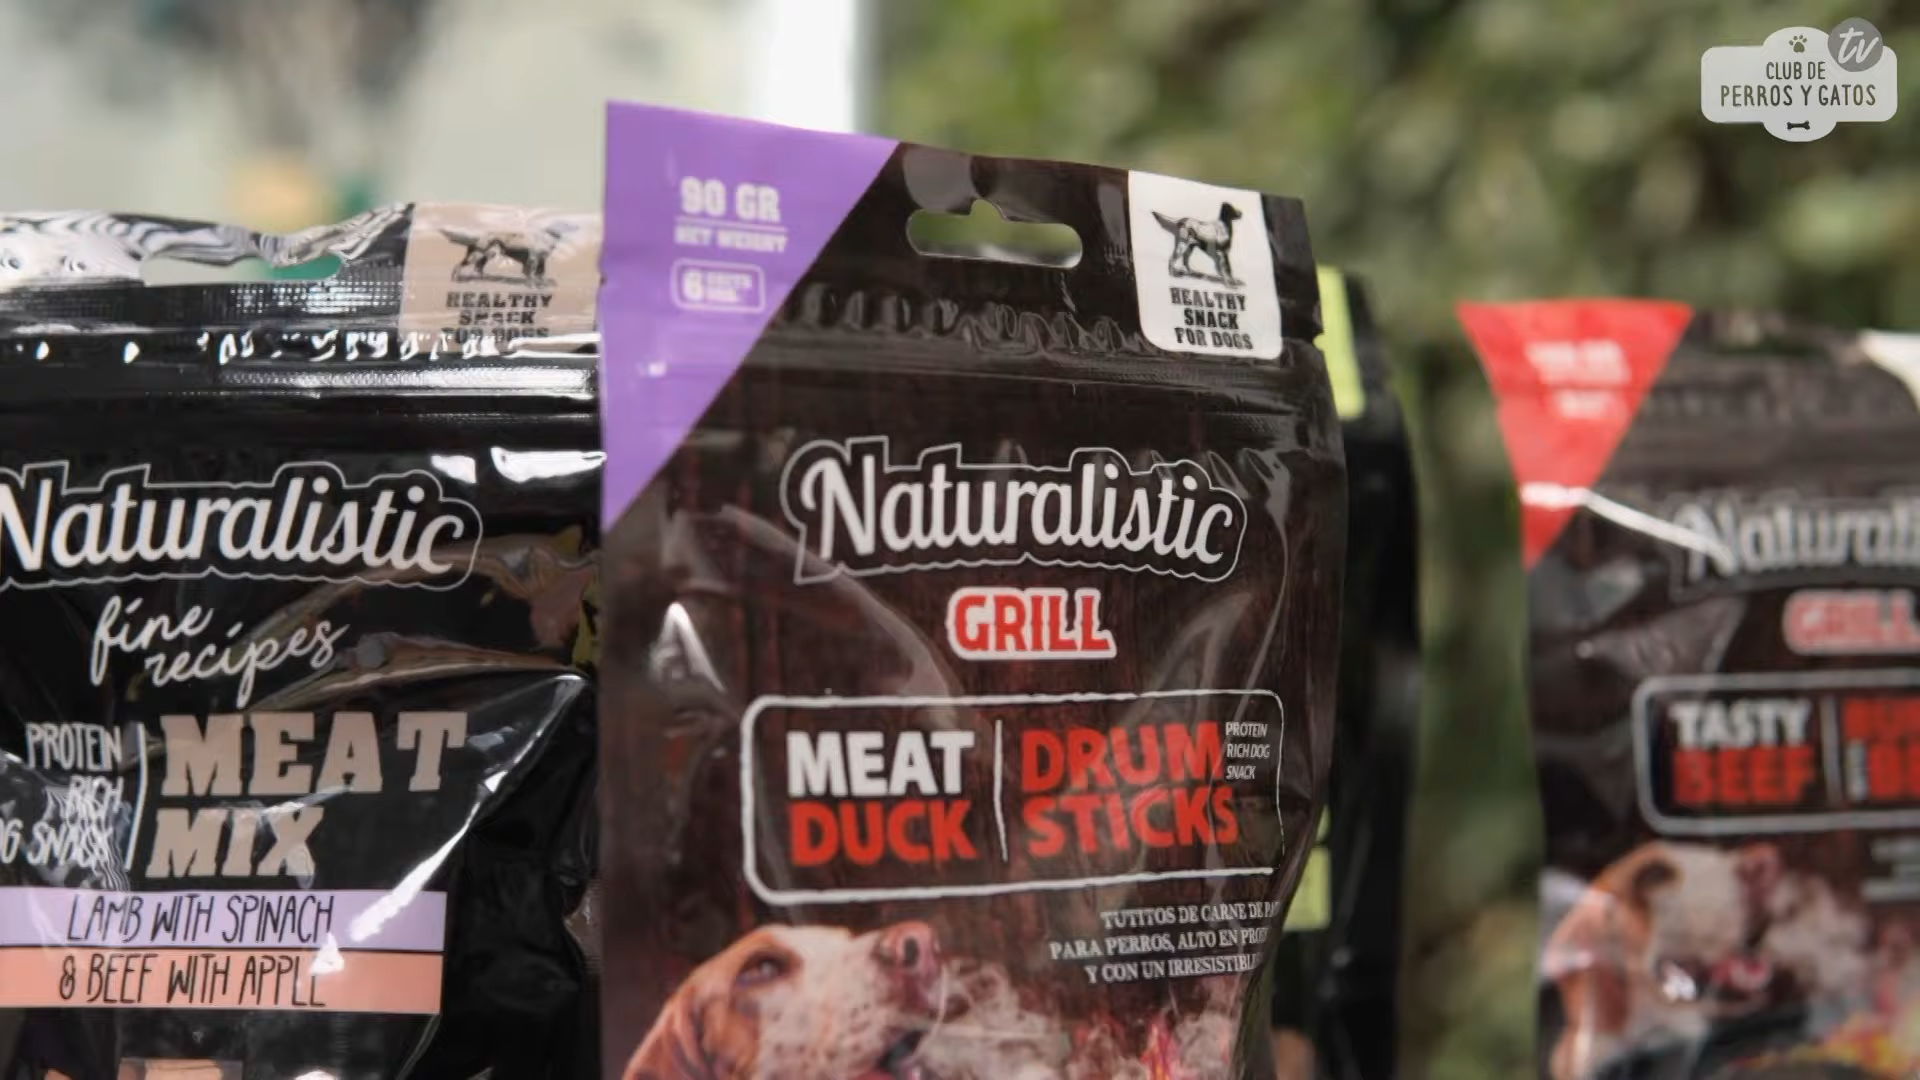 tv
CLUB DE
PERROS Y GATOS
HEALTHY
SNACK
FOR DOGS
Naturalistic
fine
recipes
PROTEIN
RICH
SNACK
MEAT
MIX
LAMB WITH SPINACH
& BEEF WITH APPLE
90 GR
NET WEIGHT
6
HEALTHY
SNACK
FOR DOGS
Naturalistic
GRILL
MEAT
DUCK
DRUM
STICKS
PROTEIN
RICH DOG
SNACK
TUTITOS DE CARNE DE
PARA PERROS, ALTO EN
Y CON UN
GRILL
TASTY
BEEF